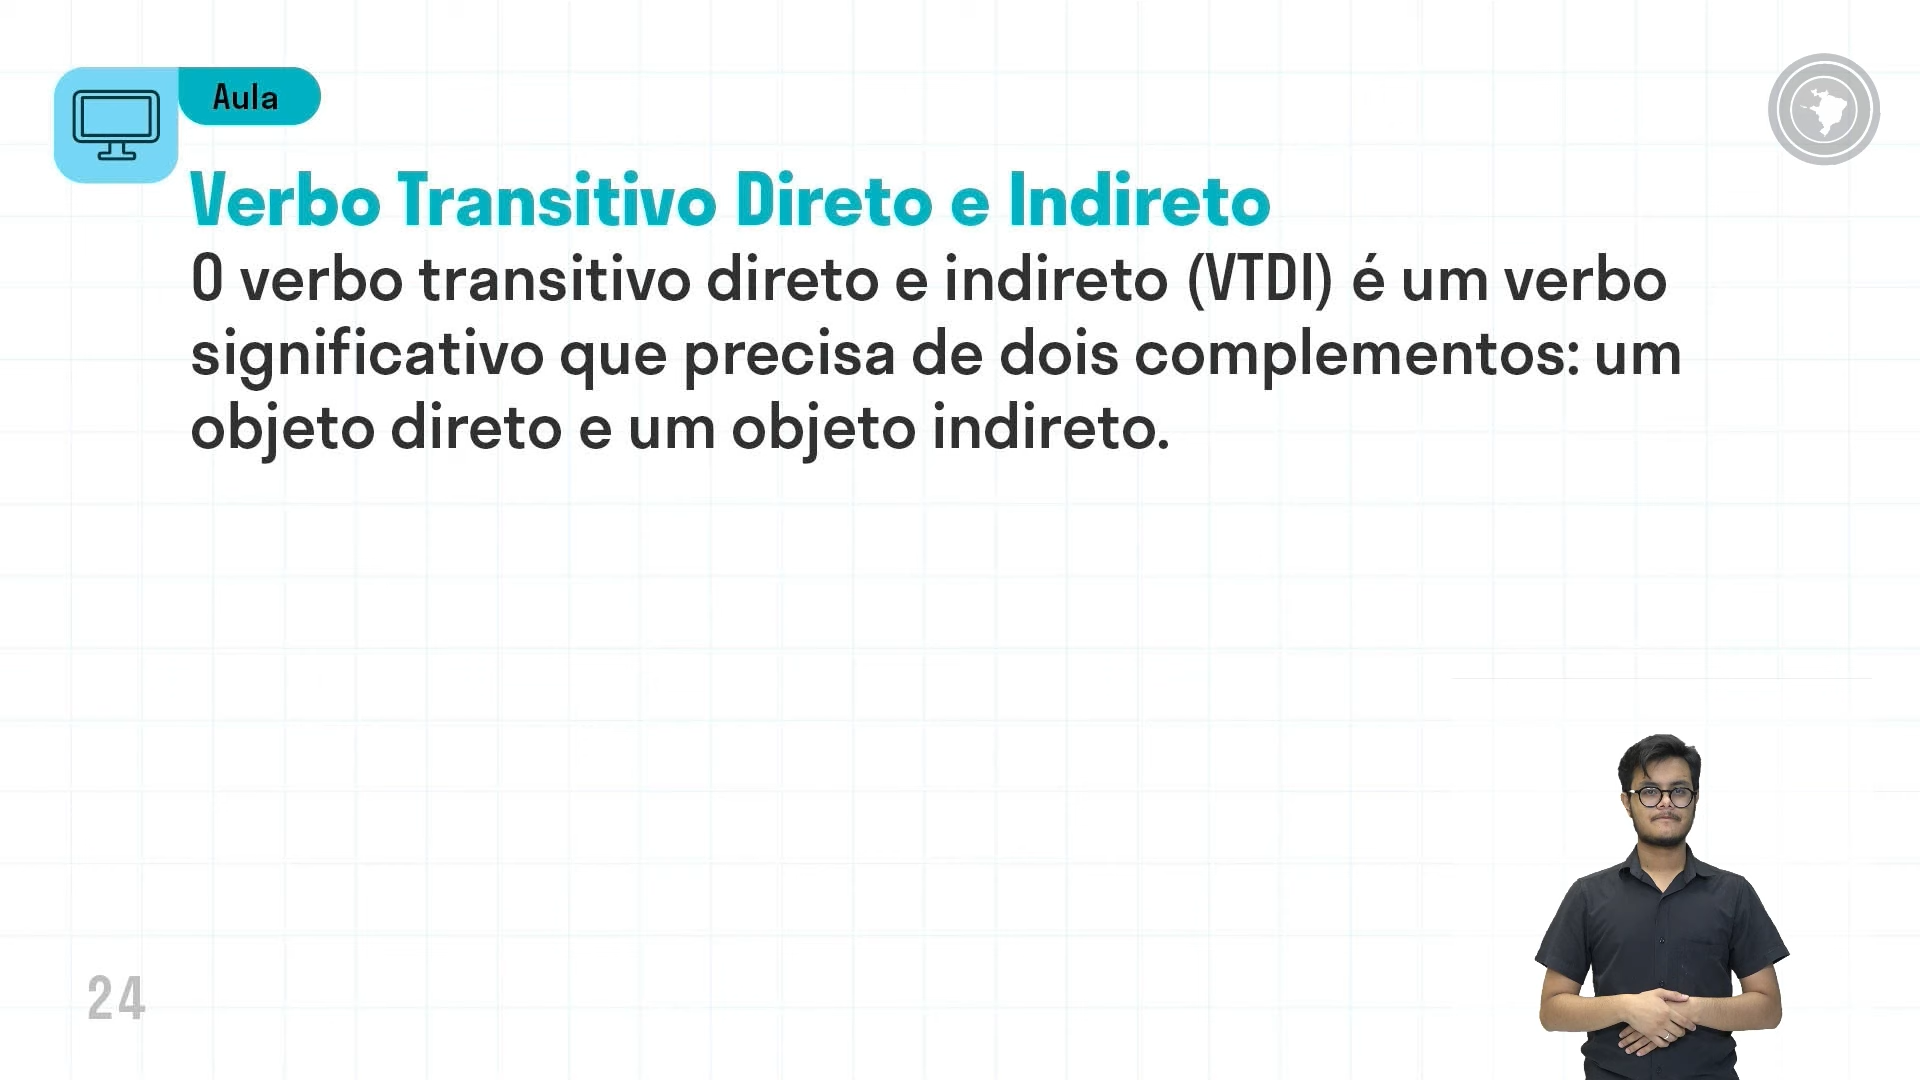 Aula
Verbo Transitivo Direto e Indireto
O verbo transitivo direto e indireto (VTDI) é um verbo
significativo que precisa de dois complementos: um
objeto direto e um objeto indireto.
24